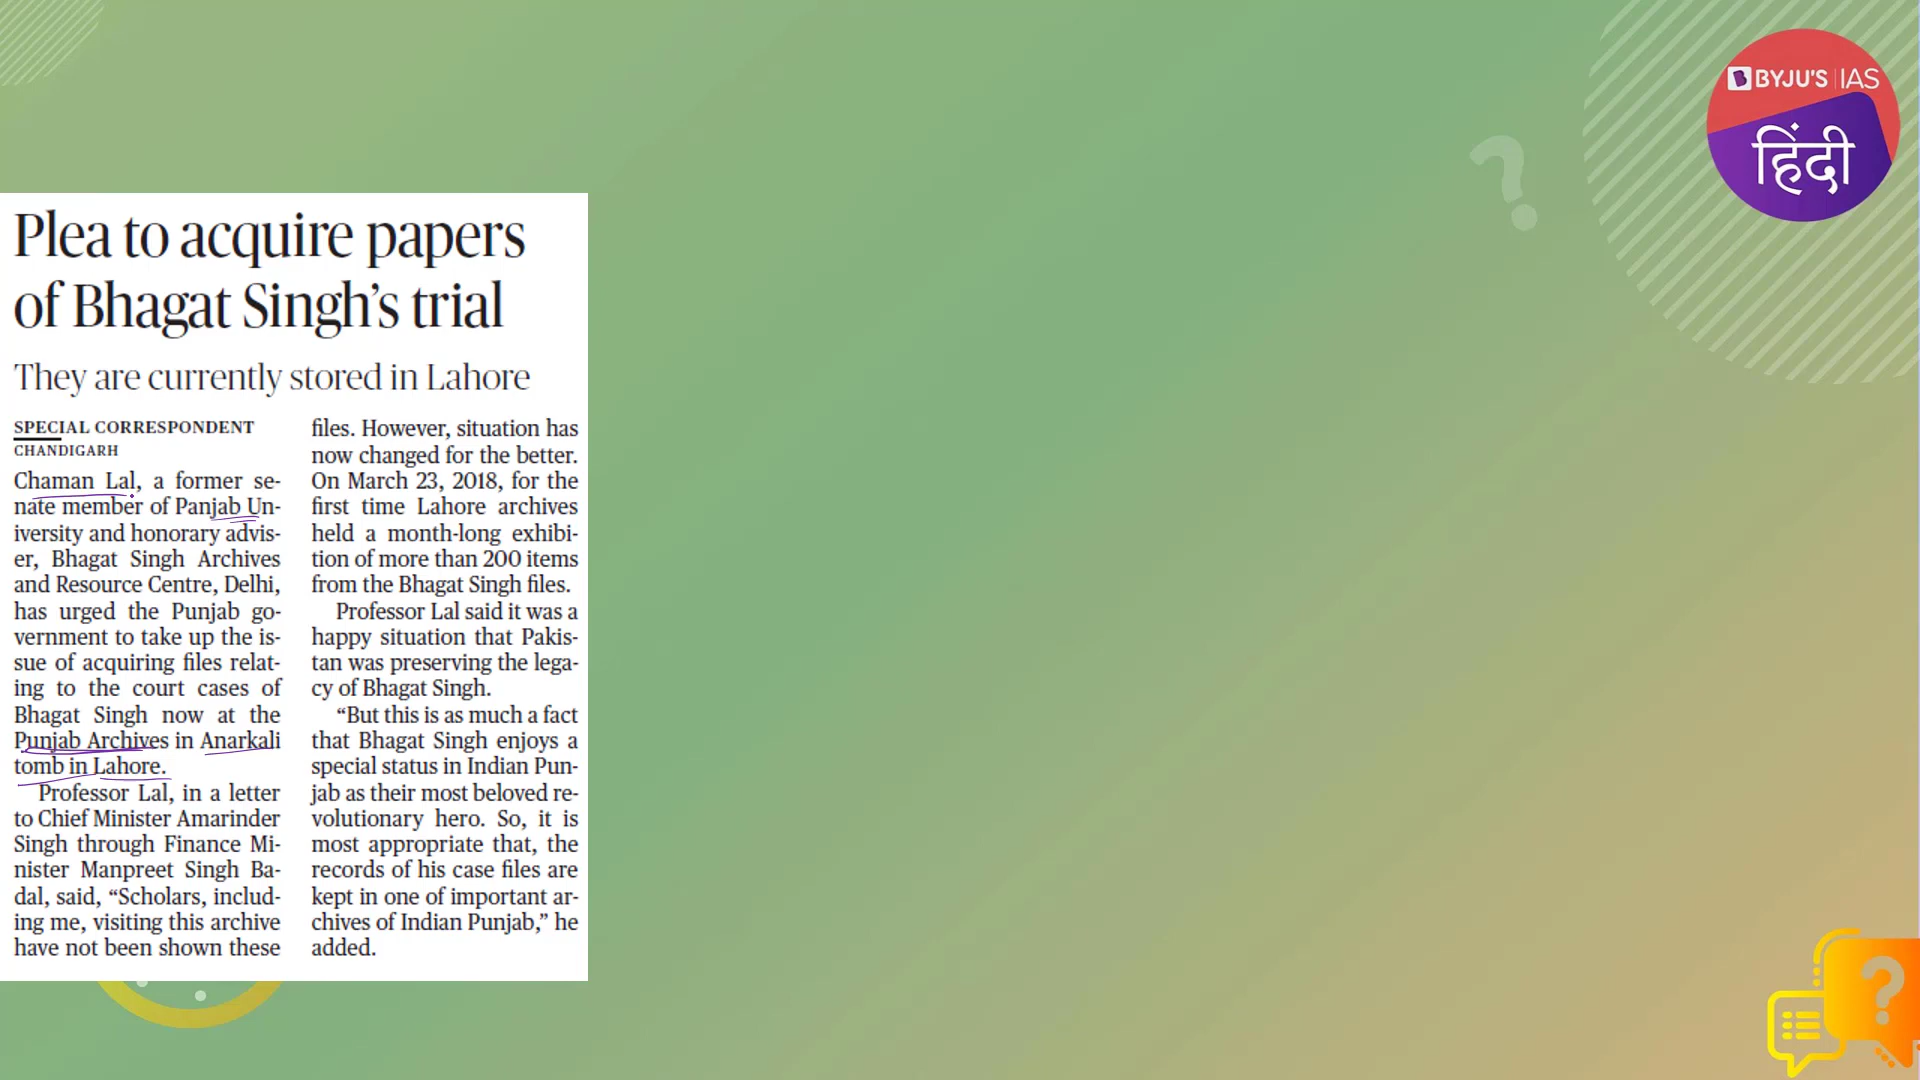 BYJU'S IAS
हिंदी
Plea to acquire papers
of Bhagat Singh’s trial
They are currently stored in Lahore
SPECIAL CORRESPONDENT
CHANDIGARH
Chaman Lal, a former se-
nate member of Panjab Un-
iversity and honorary advis-
er, Bhagat Singh Archives
and Resource Centre, Delhi,
has urged the Punjab go-
vernment to take up the is-
sue of acquiring files relat-
ing to the court cases of
Bhagat Singh now at the
Punjab Archives in Anarkali
tomb in Lahore.
Professor Lal, in a letter
to Chief Minister Amarinder
Singh through Finance Mi-
nister Manpreet Singh Ba-
dal, said, “Scholars, includ-
ing me, visiting this archive
have not been shown these
files. However, situation has
now changed for the better.
On March 23, 2018, for the
first time Lahore archives
held a month-long exhibi-
tion of more than 200 items
from the Bhagat Singh files.
Professor Lal said it was a
happy situation that Pakis-
tan was preserving the lega-
cy of Bhagat Singh.
“But this is as much a fact
that Bhagat Singh enjoys a
special status in Indian Pun-
jab as their most beloved re-
volutionary hero. So, it is
most appropriate that, the
records of his case files are
kept in one of important ar-
chives of Indian Punjab,” he
added.